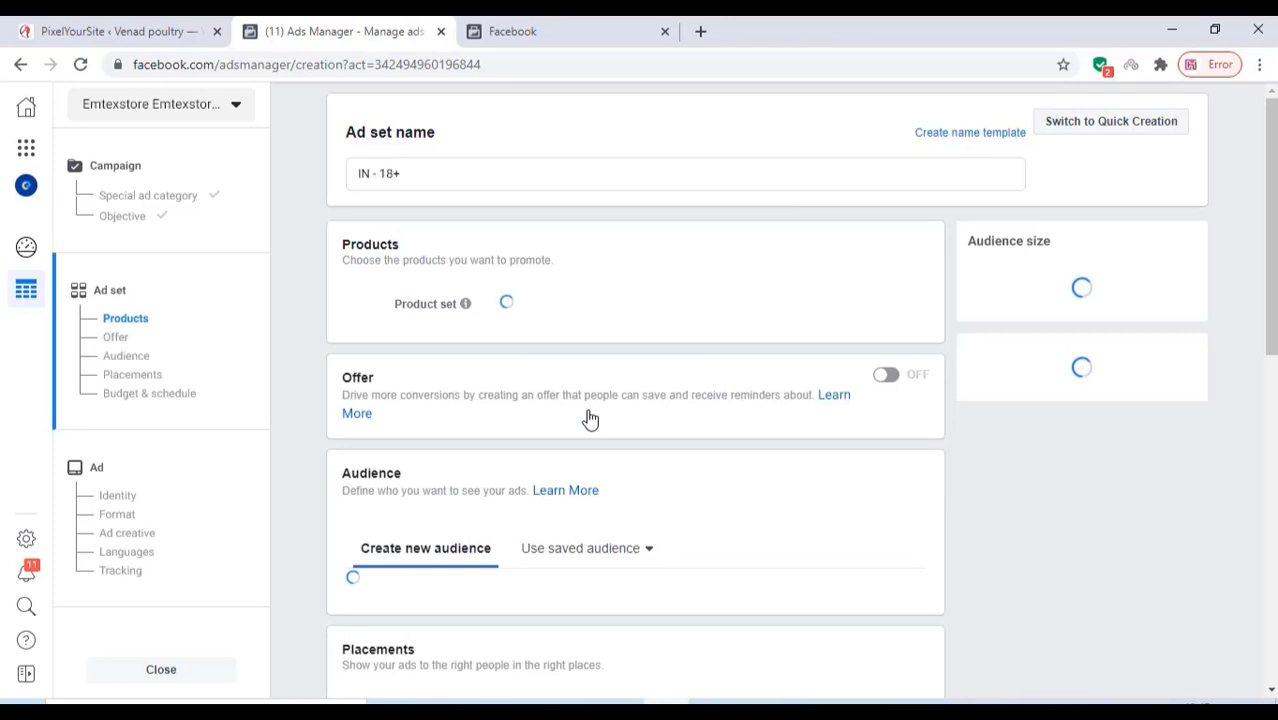 PixelYourSite ‹ Venad poultry —
(11) Ads Manager - Manage ads
Facebook
facebook.com/adsmanager/creation?act=342494960196844
2
Error
Emtexstore Emtexstor...
Campaign
Special ad category
Objective
Ad set
Products
Offer
Audience
Placements
Budget & schedule
Ad
Identity
Format
Ad creative
Languages
Tracking
11
Close
Ad set name
Create name template
Switch to Quick Creation
IN - 18+
Products
Choose the products you want to promote.
Product set
Audience size
Offer
OFF
Drive more conversions by creating an offer that people can save and receive reminders about. Learn
More
Audience
Define who you want to see your ads. Learn More
Create new audience
Use saved audience
Placements
Show your ads to the right people in the right places.